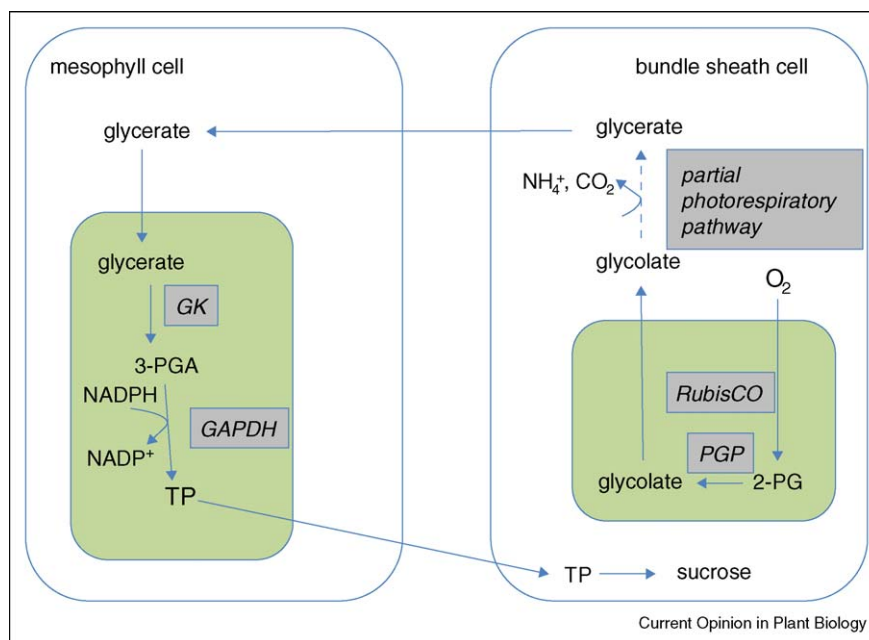 mesophyll cell
bundle sheath cell
glycerate
glycerate
NH₄⁺, CO₂
partial
photorespiratory
pathway
glycerate
glycolate
O₂
GK
3-PGA
NADPH
RubisCO
GAPDH
PGP
NADP⁺
TP
glycolate
2-PG
TP
sucrose
Current Opinion in Plant Biology